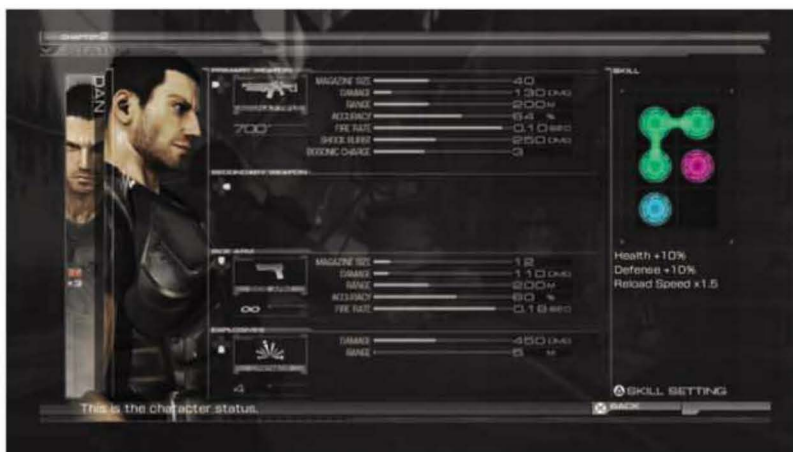 CHAPTER2
STATUS
DAN
PRIMARY WEAPON
MAGAZINE SIZE 40
DAMAGE 130 DMG
RANGE 200 M
ACCURACY 64 %
FIRE RATE 0.10 SEC
SHOCK BURST 250 DMG
BOSONIC CHARGE 3
700
SECONDARY WEAPON
SIDE ARM
MAGAZINE SIZE 12
DAMAGE 110 DMG
RANGE 200 M
ACCURACY 60 %
FIRE RATE 0.18 SEC
∞
EXPLOSIVES
DAMAGE 450 DMG
RANGE 5 M
4
x3
SKILL
Health +10%
Defense +10%
Reload Speed x1.5
SKILL SETTING
This is the character status.
BACK